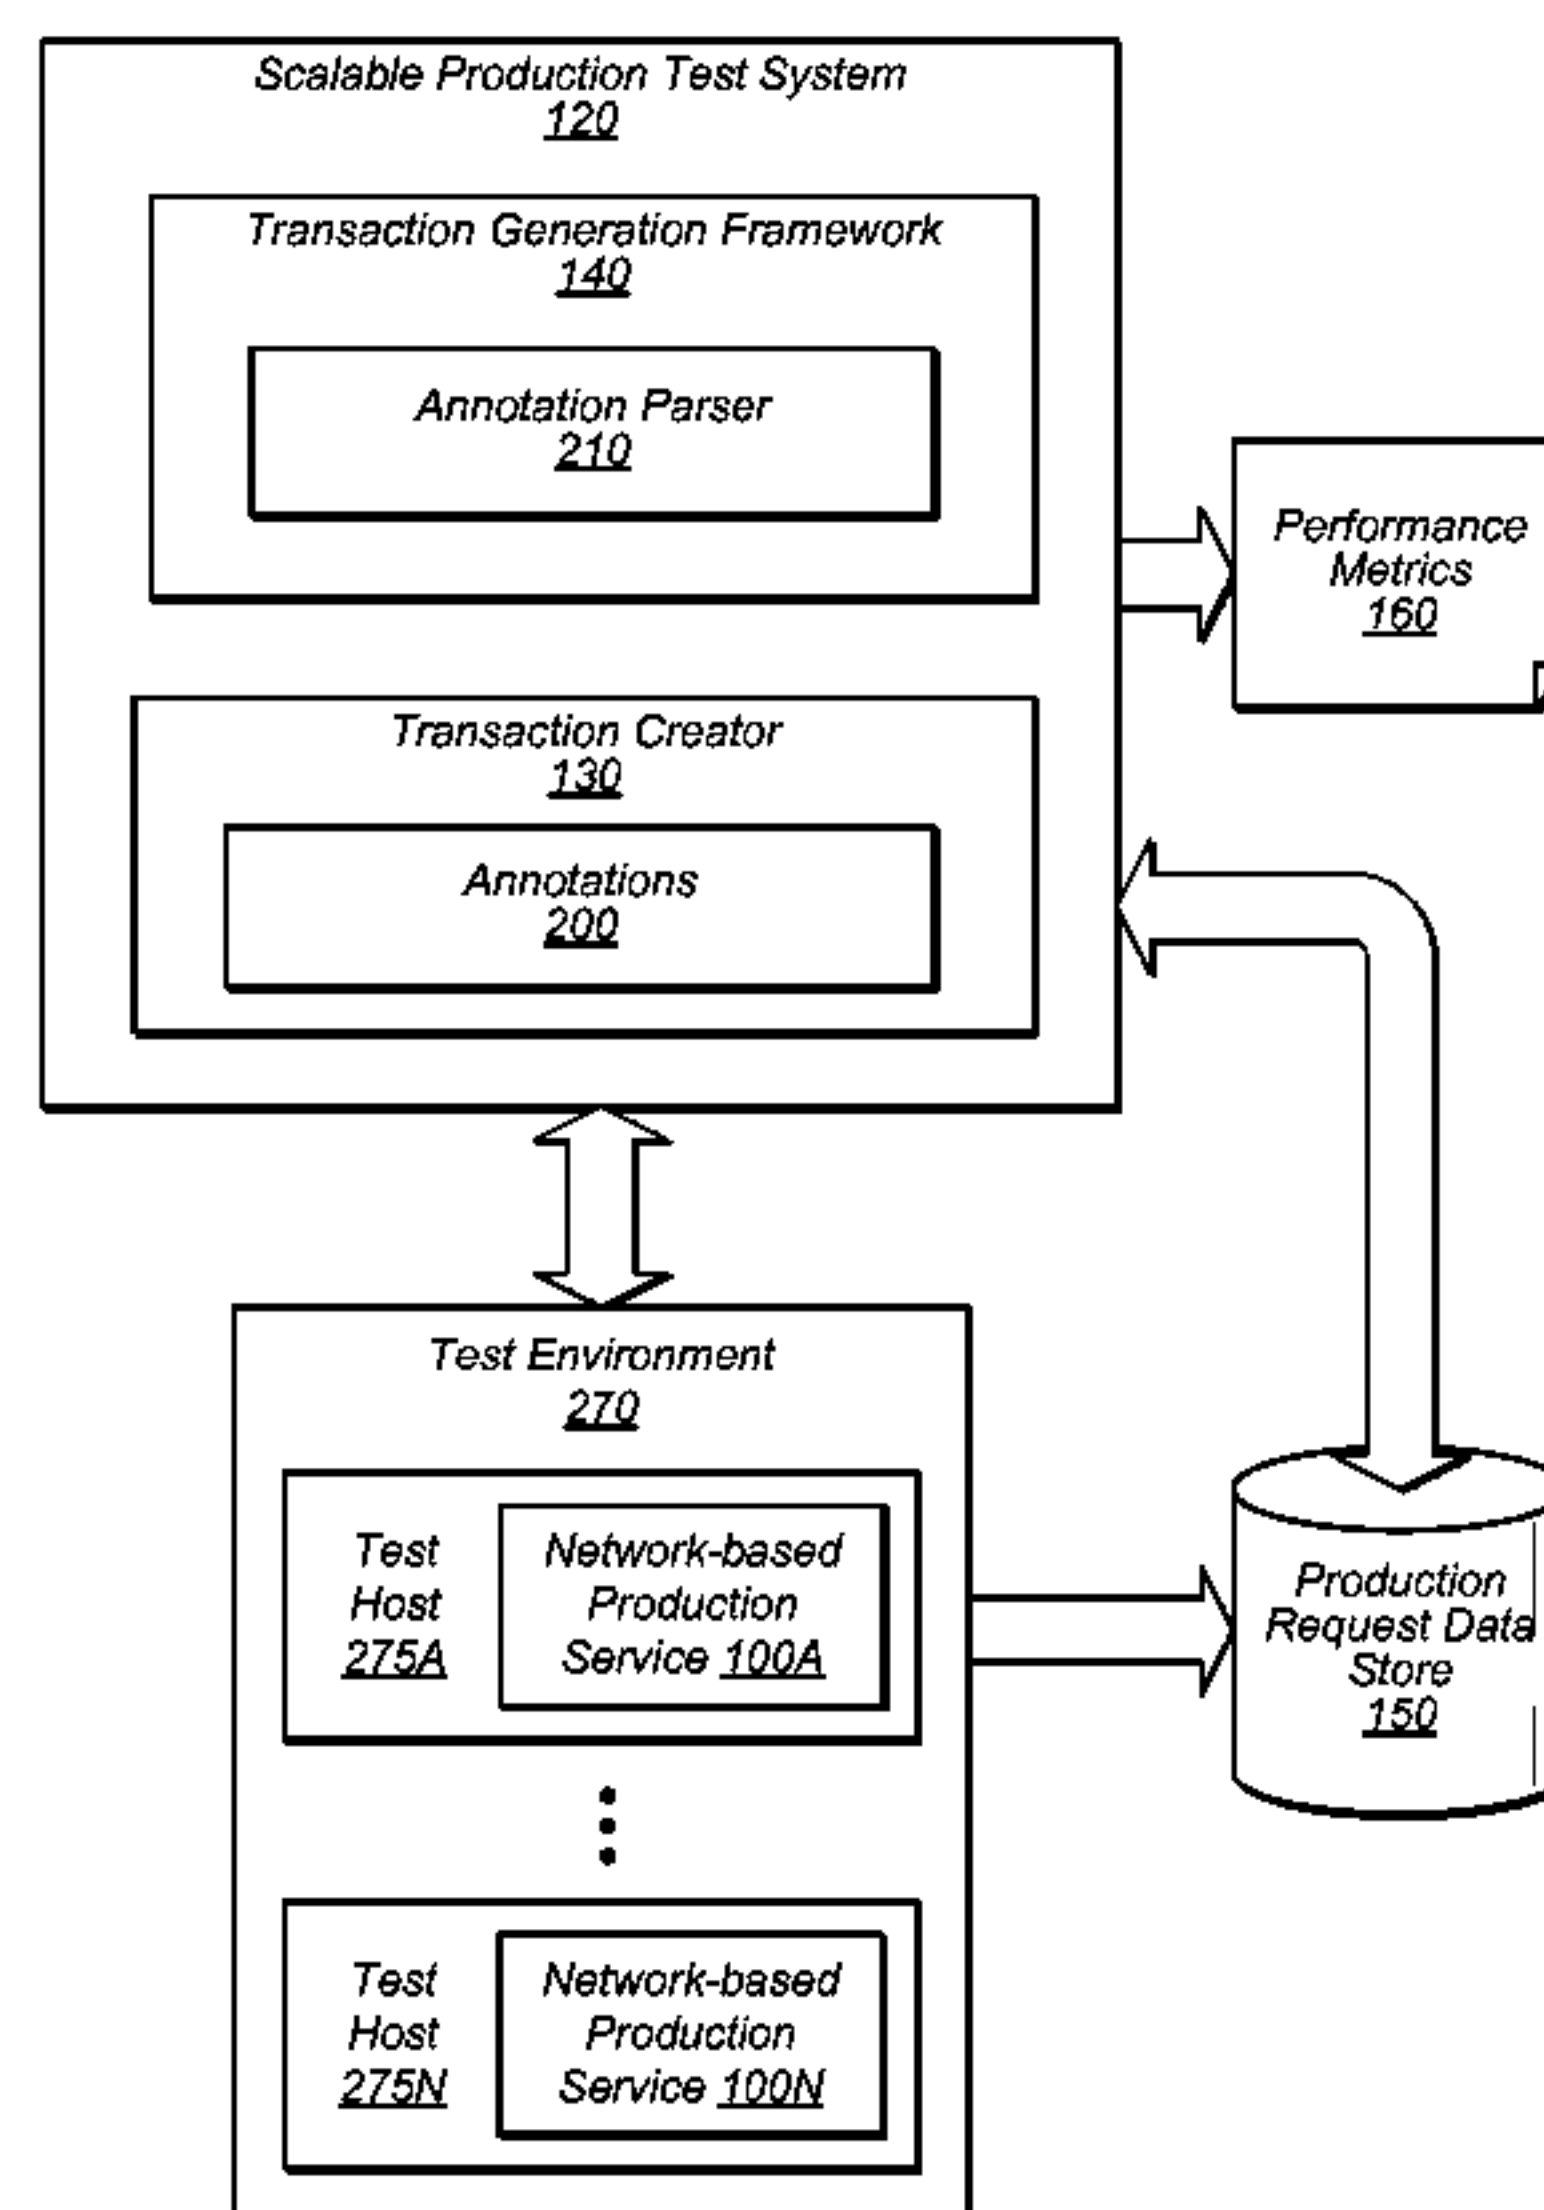 Scalable Production Test System
120
Transaction Generation Framework
140
Annotation Parser
210
Performance
Metrics
160
Transaction Creator
130
Annotations
200
Test Environment
270
Test
Host
275A
Network-based
Production
Service 100A
Production
Request Data
Store
150
Test
Host
275N
Network-based
Production
Service 100N